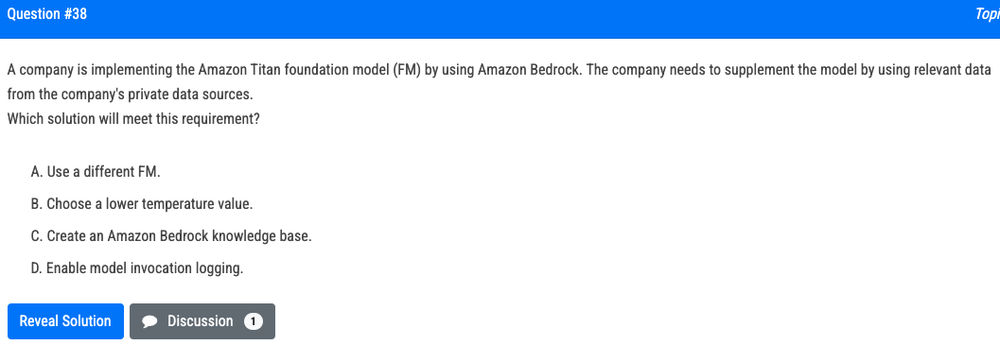 Question #38
Topi
A company is implementing the Amazon Titan foundation model (FM) by using Amazon Bedrock. The company needs to supplement the model by using relevant data
from the company's private data sources.
Which solution will meet this requirement?
A. Use a different FM.
B. Choose a lower temperature value.
C. Create an Amazon Bedrock knowledge base.
D. Enable model invocation logging.
Reveal Solution
Discussion 1